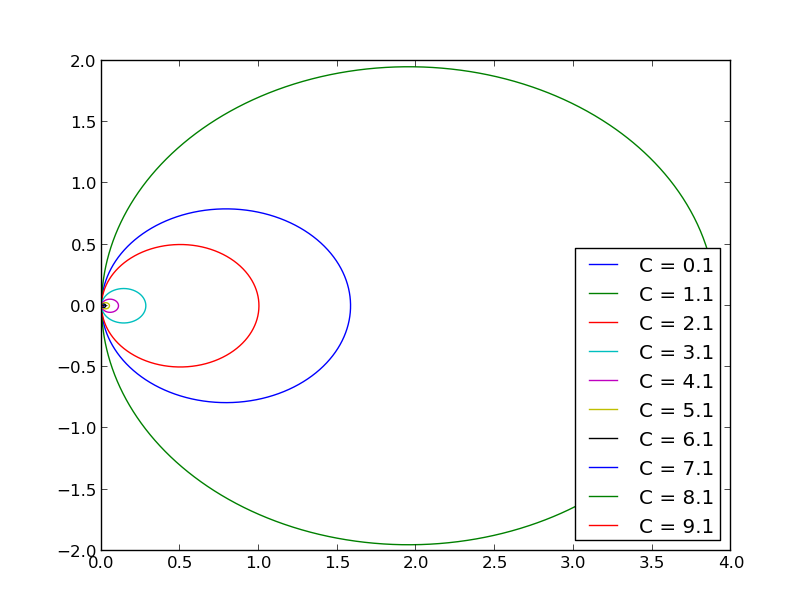 2.0
1.5
1.0
0.5
0.0
−0.5
−1.0
−1.5
−2.0
0.0 0.5 1.0 1.5 2.0 2.5 3.0 3.5 4.0
C = 0.1
C = 1.1
C = 2.1
C = 3.1
C = 4.1
C = 5.1
C = 6.1
C = 7.1
C = 8.1
C = 9.1